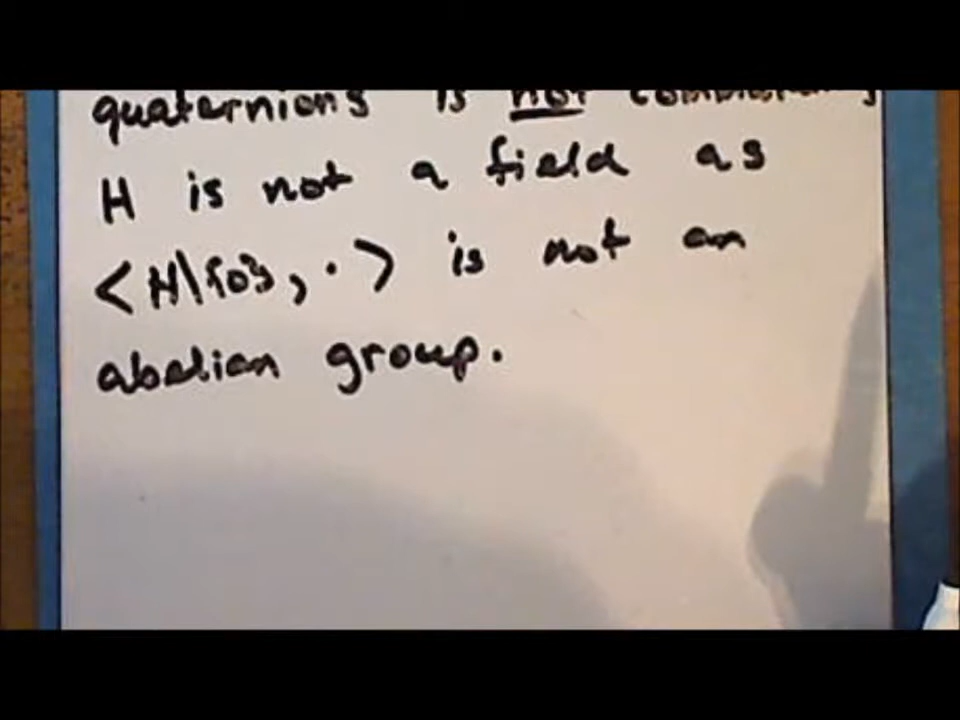 quaternions is not
H is not a field as
<H\{0}, ·> is not an
abelian group.